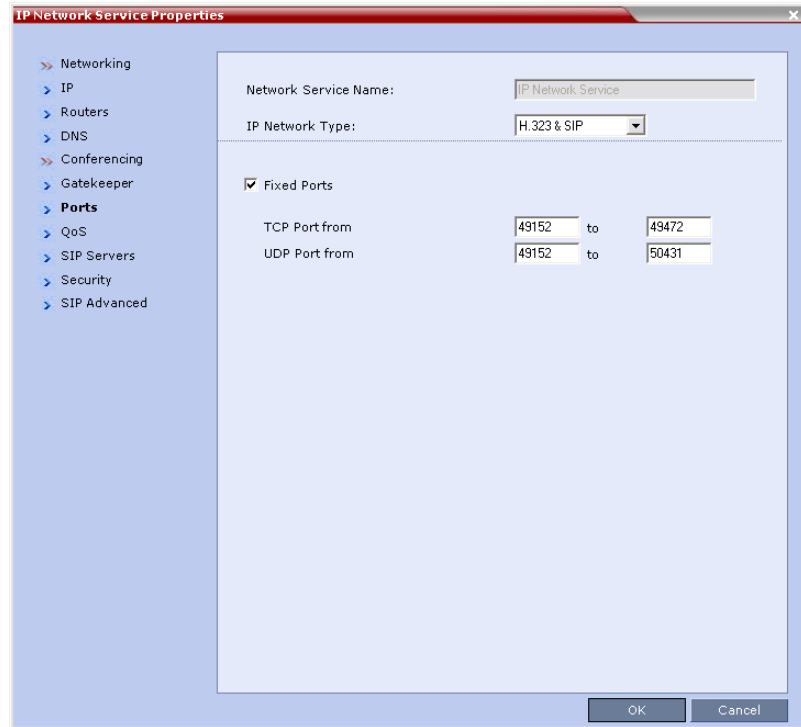 IP Network Service Properties
Networking
IP
Routers
DNS
Conferencing
Gatekeeper
Ports
QoS
SIP Servers
Security
SIP Advanced
Network Service Name: IP Network Service
IP Network Type: H.323 & SIP
Fixed Ports
TCP Port from 49152 to 49472
UDP Port from 49152 to 50431
OK Cancel